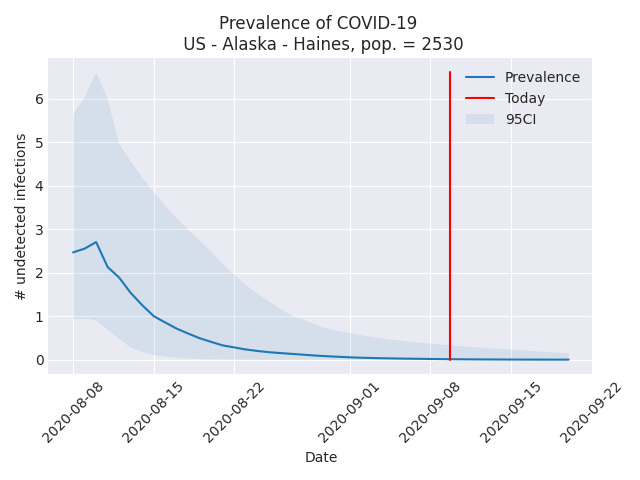 Prevalence of COVID-19
US - Alaska - Haines, pop. = 2530
Prevalence
Today
95CI
# undetected infections
6
5
4
3
2
1
0
2020-08-08
2020-08-15
2020-08-22
2020-09-01
2020-09-08
2020-09-15
2020-09-22
Date